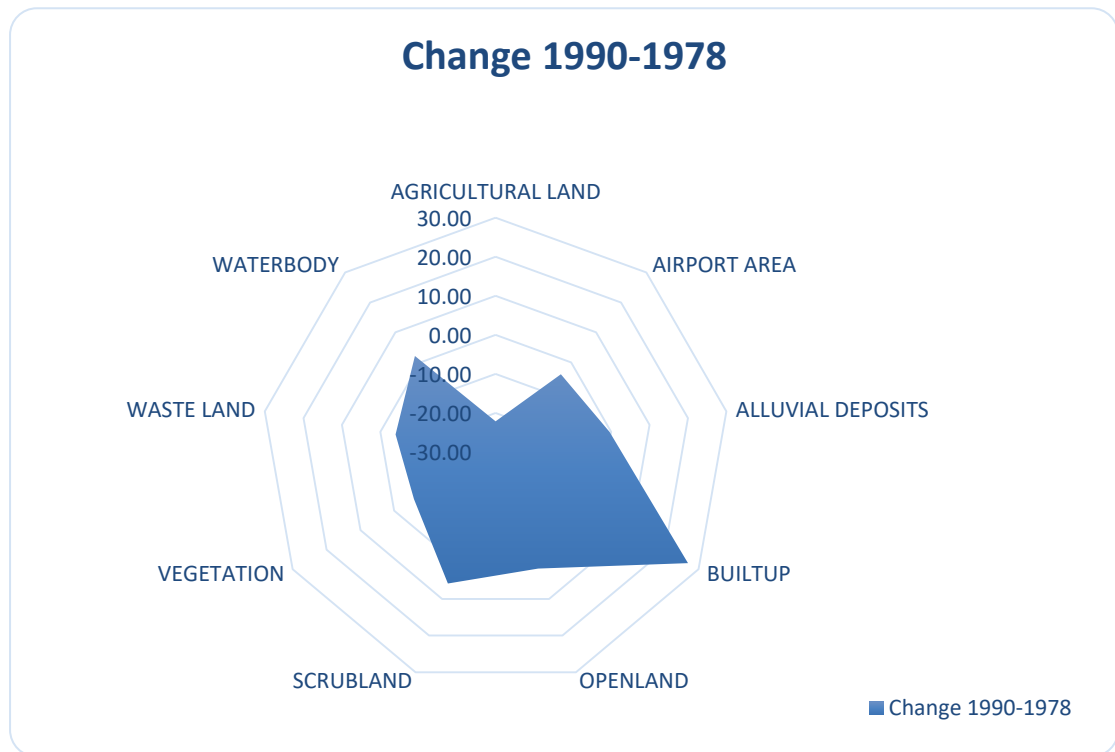 Change 1990-1978
AGRICULTURAL LAND
30.00
20.00
10.00
0.00
-10.00
-20.00
-30.00
AIRPORT AREA
ALLUVIAL DEPOSITS
BUILTUP
OPENLAND
SCRUBLAND
VEGETATION
WASTE LAND
WATERBODY
Change 1990-1978